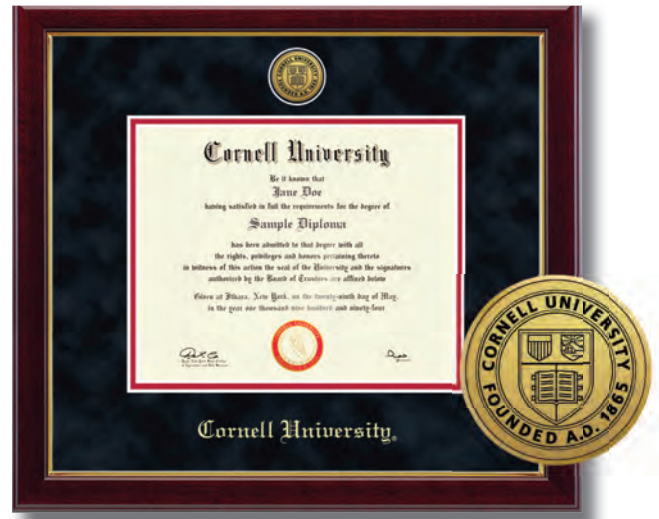 CORNELL UNIVERSITY
FOUNDED A.D. 1865
Cornell University
Be it known that
Jane Doe
having satisfied in full the requirements for the degree of
Sample Diploma
has been admitted to that degree with all
the rights, privileges and honors pertaining thereto
in witness of this action the seal of the University and the signatures
authorized by the Board of Trustees are affixed below
Given at Ithaca, New York, on the twenty-ninth day of May,
in the year one thousand nine hundred and ninety-four
Cornell University®
CORNELL UNIVERSITY
FOUNDED A.D. 1865